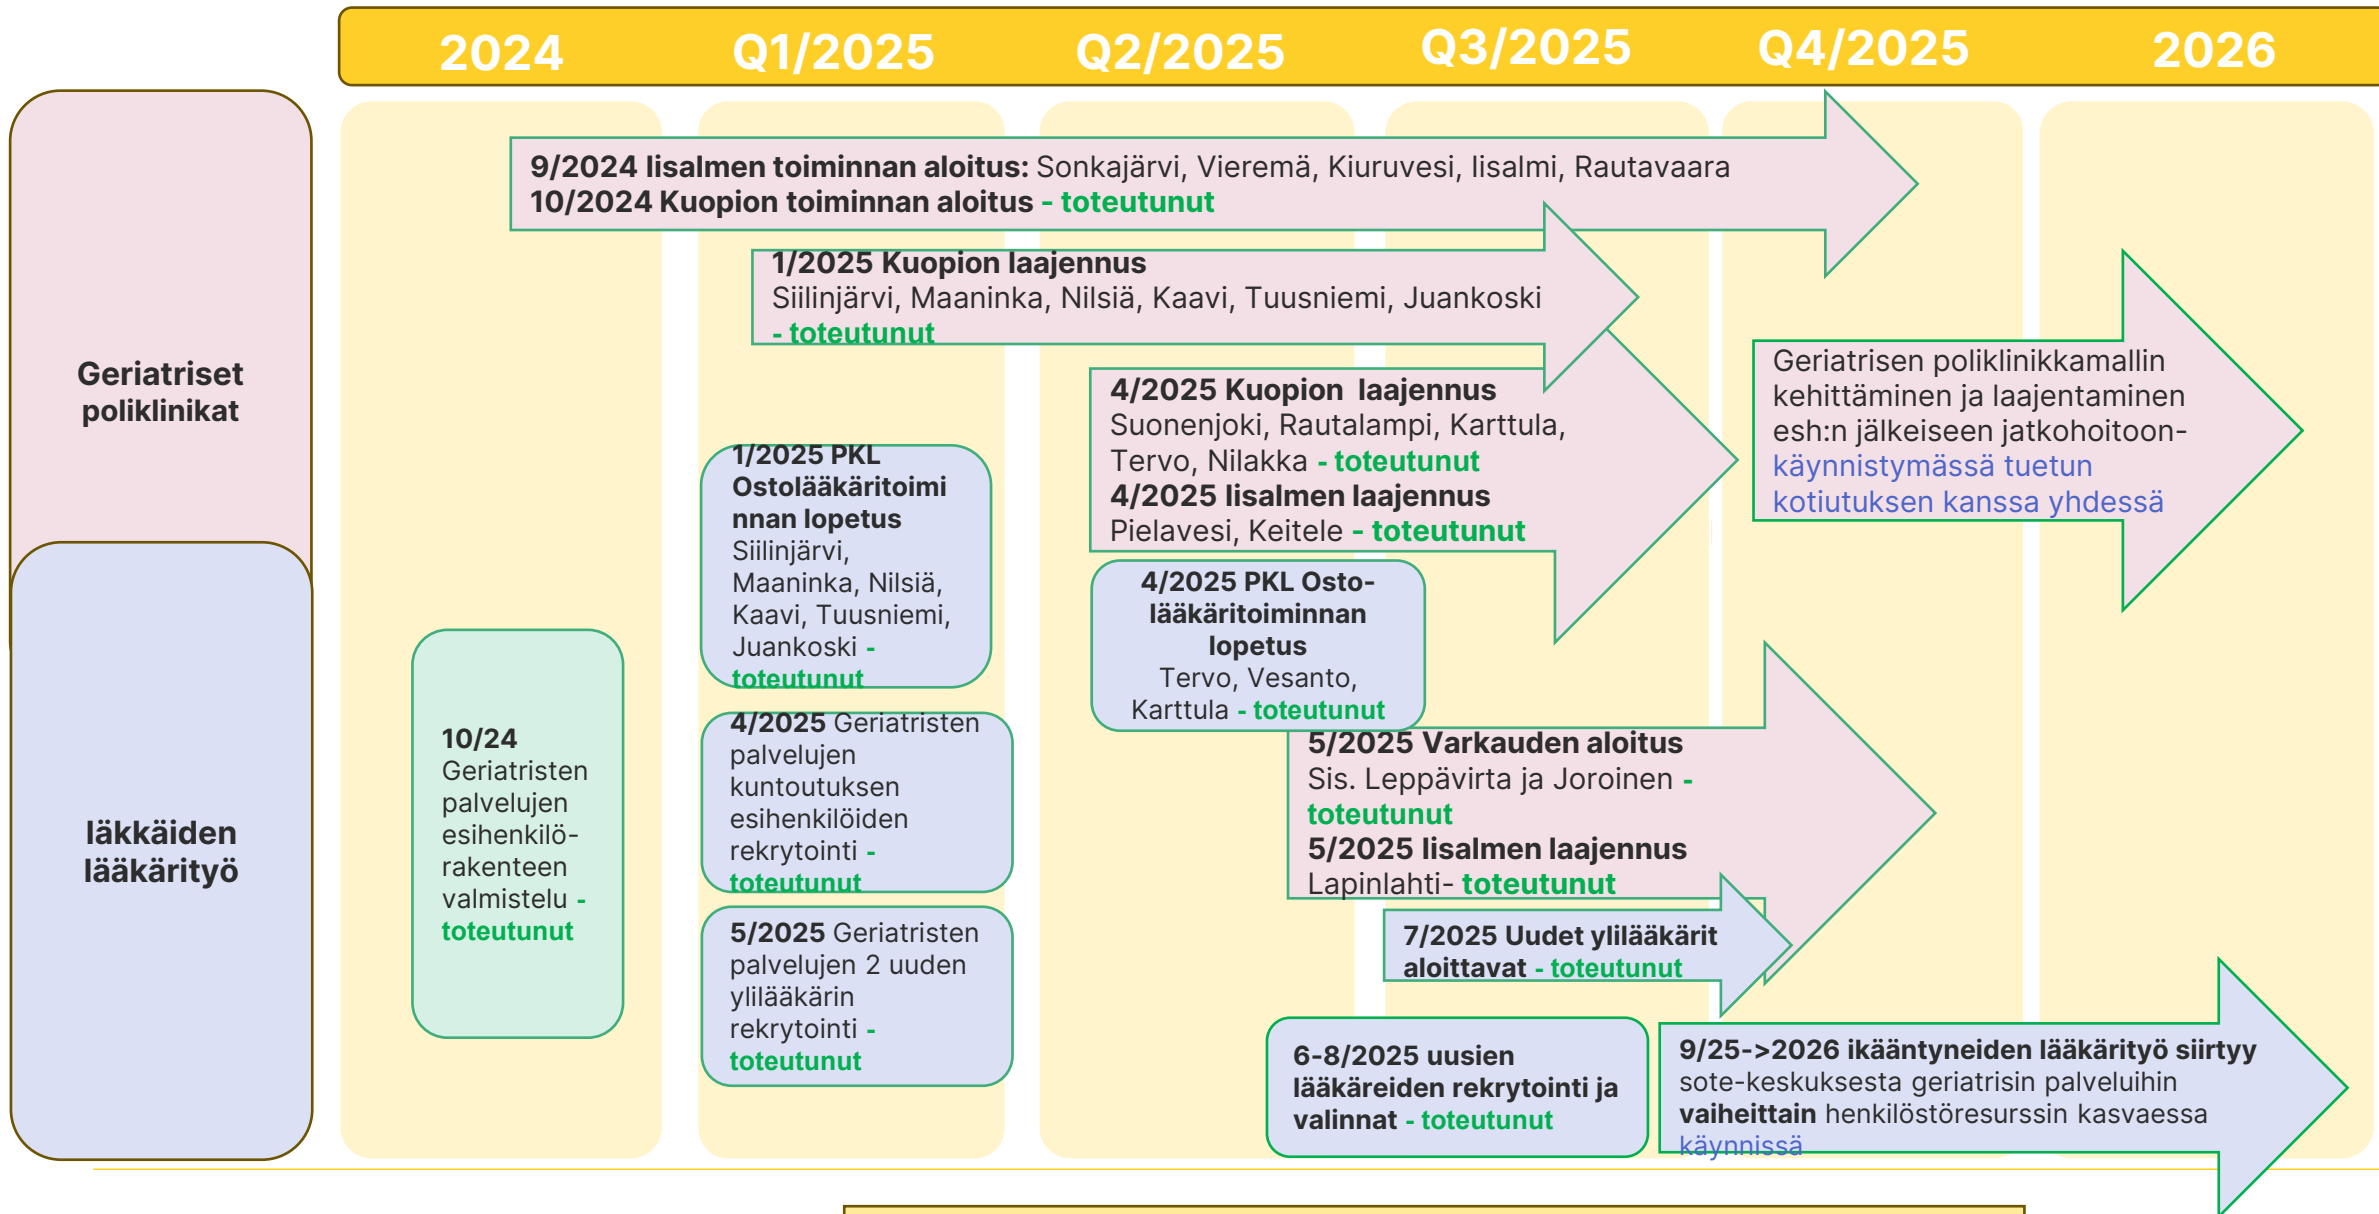 2024
Q1/2025
Q2/2025
Q3/2025
Q4/2025
2026
Geriatriset
poliklinikat
9/2024 Iisalmen toiminnan aloitus: Sonkajärvi, Vieremä, Kiuruvesi, Iisalmi, Rautavaara
10/2024 Kuopion toiminnan aloitus - toteutunut
1/2025 Kuopion laajennus
Siilinjärvi, Maaninka, Nilsiä, Kaavi, Tuusniemi, Juankoski
- toteutunut
4/2025 Kuopion  laajennus
Suonenjoki, Rautalampi, Karttula,
Tervo, Nilakka - toteutunut
4/2025 Iisalmen laajennus
Pielavesi, Keitele - toteutunut
Geriatrisen poliklinikkamallin
kehittäminen ja laajentaminen
esh:n jälkeiseen jatkohoitoon-
käynnistymässä tuetun
kotiutuksen kanssa yhdessä
1/2025 PKL
Ostolääkäritoimi
nnan lopetus
Siilinjärvi,
Maaninka, Nilsiä,
Kaavi, Tuusniemi,
Juankoski -
toteutunut
4/2025 PKL Osto-
lääkäritoiminnan
lopetus
Tervo, Vesanto,
Karttula - toteutunut
5/2025 Varkauden aloitus
Sis. Leppävirta ja Joroinen -
toteutunut
5/2025 Iisalmen laajennus
Lapinlahti- toteutunut
Iäkkäiden
lääkärityö
10/24
Geriatristen
palvelujen
esihenkilö-
rakenteen
valmistelu -
toteutunut
4/2025 Geriatristen
palvelujen
kuntoutuksen
esihenkilöiden
rekrytointi -
toteutunut
5/2025 Geriatristen
palvelujen 2 uuden
ylilääkärin
rekrytointi -
toteutunut
7/2025 Uudet ylilääkärit
aloittavat - toteutunut
6-8/2025 uusien
lääkäreiden rekrytointi ja
valinnat - toteutunut
9/25->2026 ikääntyneiden lääkärityö siirtyy
sote-keskuksesta geriatrisin palveluihin
vaiheittain henkilöstöresurssin kasvaessa
käynnissä